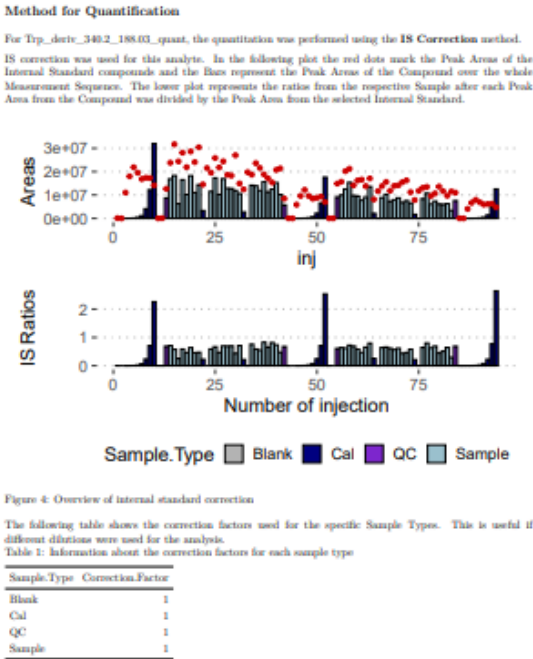 Method for Quantification
For Trp_deriv_340.2_188.03_quant, the quantitation was performed using the IS Correction method.
IS correction was used for this analyte. In the following plot the red dots mark the Peak Areas of the
Internal Standard compounds and the Bars represent the Peak Areas of the Compound over the whole
Measurement Sequence. The lower plot represents the ratios from the respective Sample after each Peak
Area from the Compound was divided by the Peak Area from the selected Internal Standard.
Areas
3e+07
2e+07
1e+07
0e+00
0 25 50 75
inj
IS Ratios
2
1
0
0 25 50 75
Number of injection
Sample.Type Blank Cal QC Sample
Figure 4: Overview of internal standard correction
The following table shows the correction factors used for the specific Sample Types. This is useful if
different dilutions were used for the analysis.
Table 1: Information about the correction factors for each sample type
Sample.Type Correction.Factor
Blank 1
Cal 1
QC 1
Sample 1